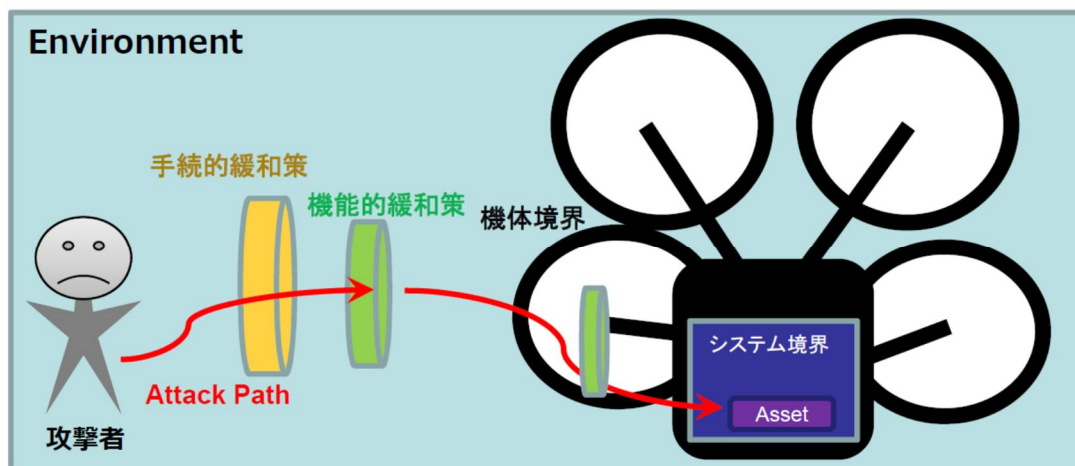 Environment
手続的緩和策
機能的緩和策
機体境界
システム境界
Asset
Attack Path
攻撃者